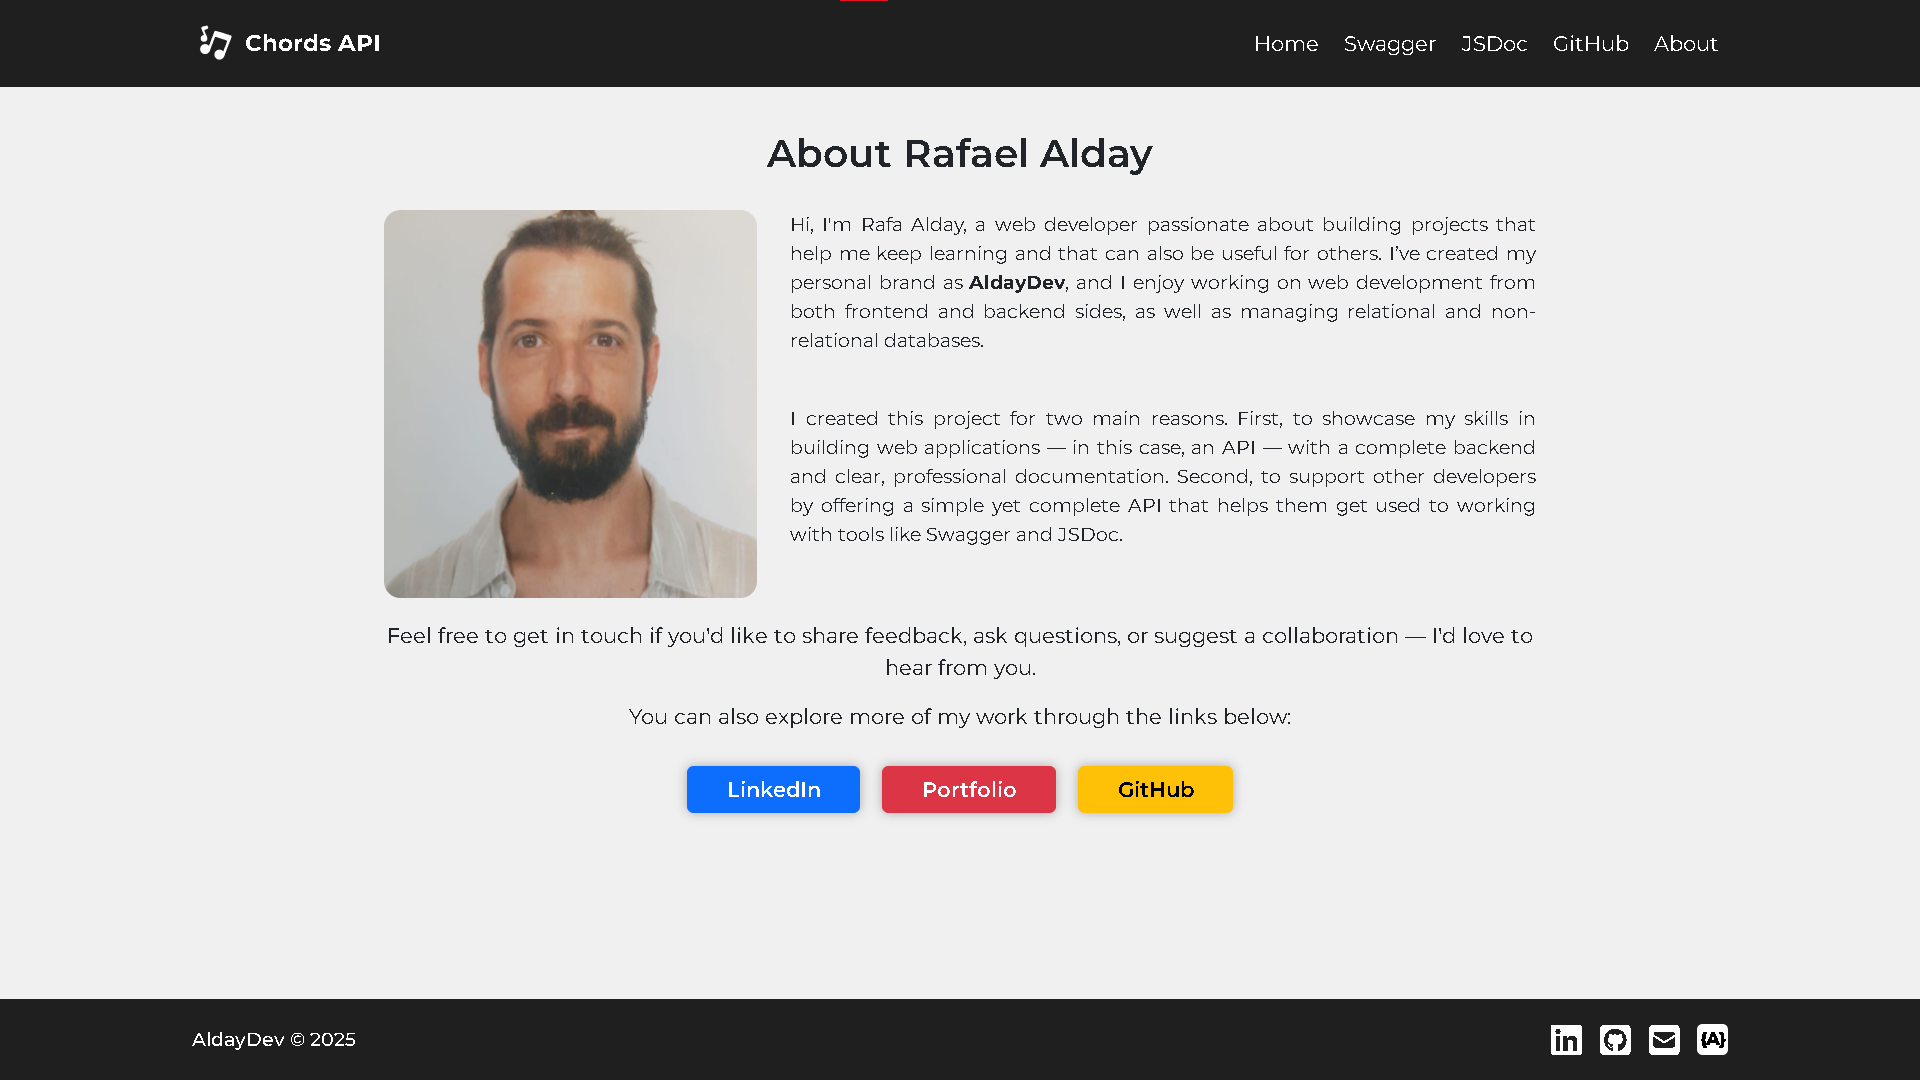 Chords API
Home Swagger JSDoc GitHub About
About Rafael Alday
Hi, I'm Rafa Alday, a web developer passionate about building projects that
help me keep learning and that can also be useful for others. I’ve created my
personal brand as AldayDev, and I enjoy working on web development from
both frontend and backend sides, as well as managing relational and non-
relational databases.
I created this project for two main reasons. First, to showcase my skills in
building web applications — in this case, an API — with a complete backend
and clear, professional documentation. Second, to support other developers
by offering a simple yet complete API that helps them get used to working
with tools like Swagger and JSDoc.
Feel free to get in touch if you'd like to share feedback, ask questions, or suggest a collaboration — I'd love to
hear from you.
You can also explore more of my work through the links below:
LinkedIn Portfolio GitHub
AldayDev © 2025
in {A}